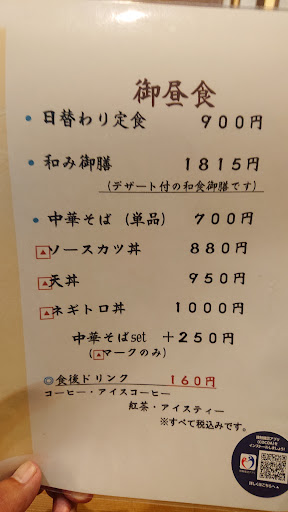 御昼食
●日替わり定食 900円
●和み御膳 1815円
(デザート付の和食御膳です)
●中華そば(単品) 700円
▲ソースカツ丼 880円
▲天丼 950円
▲ネギトロ丼 1000円
中華そばset +250円
(▲マークのみ)
◎食後ドリンク 160円
コーヒー・アイスコーヒー
紅茶・アイスティー
※すべて税込みです。